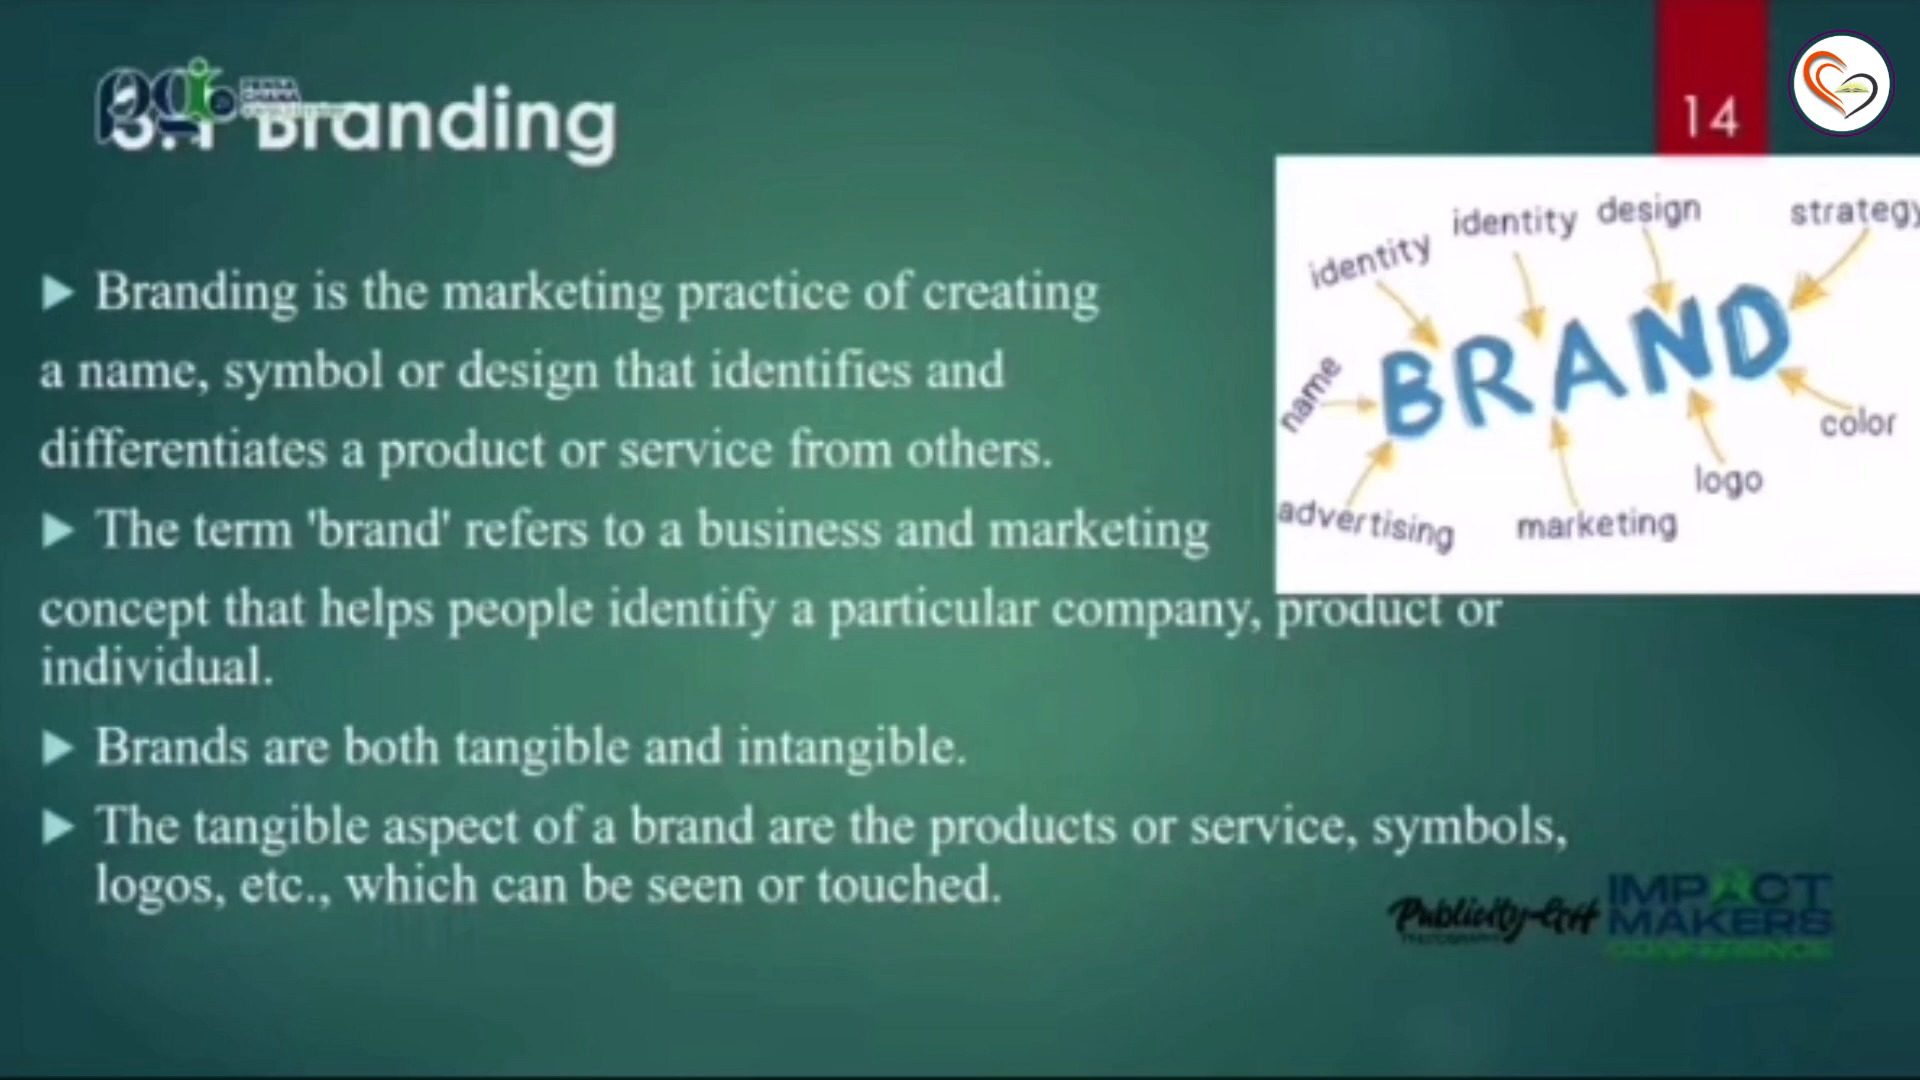 Branding
14
Branding is the marketing practice of creating
a name, symbol or design that identifies and
differentiates a product or service from others.
The term 'brand' refers to a business and marketing
concept that helps people identify a particular company, product or
individual.
Brands are both tangible and intangible.
The tangible aspect of a brand are the products or service, symbols,
logos, etc., which can be seen or touched.
identity
identity
design
strategy
name
BRAND
color
logo
advertising
marketing
Publicity-Gri
IMPACT
MAKERS
CONFERENCE